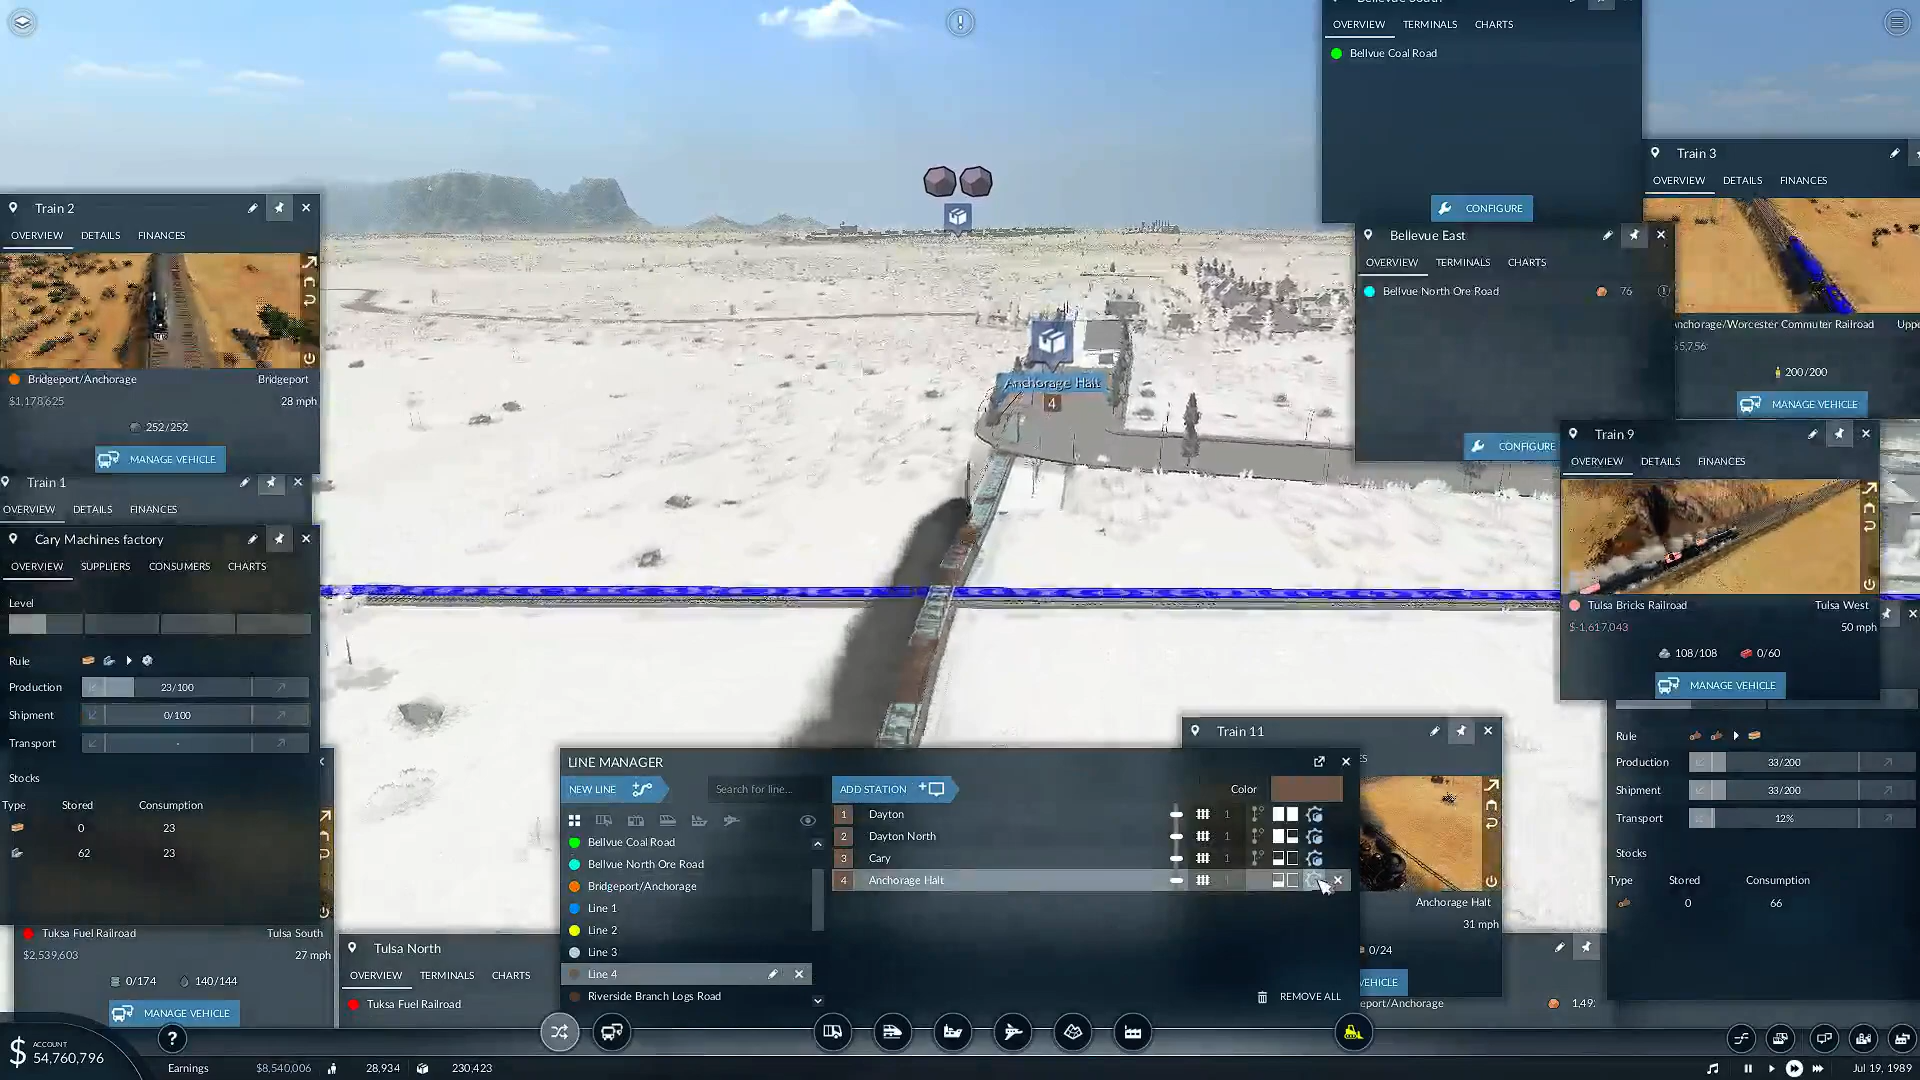 OVERVIEW TERMINALS CHARTS
Bellvue Coal Road
CONFIGURE
Train 3
OVERVIEW DETAILS FINANCES
Anchorage/Worcester Commuter Railroad
200/200
MANAGE VEHICLE
Bellevue East
OVERVIEW TERMINALS CHARTS
Bellvue North Ore Road 76
CONFIGURE
Train 2
OVERVIEW DETAILS FINANCES
Bridgeport/Anchorage Bridgeport
$1,178,625 28 mph
252/252
MANAGE VEHICLE
Train 1
OVERVIEW DETAILS FINANCES
Cary Machines factory
OVERVIEW SUPPLIERS CONSUMERS CHARTS
Level
Rule
Production 23/100
Shipment 0/100
Transport -
Stocks
Type Stored Consumption
0 23
62 23
Tuksa Fuel Railroad Tulsa South
$2,539,603 27 mph
0/174 140/144
MANAGE VEHICLE
Anchorage Halt
4
Train 9
OVERVIEW DETAILS FINANCES
Tulsa Bricks Railroad Tulsa West
$-1,617,043 50 mph
108/108 0/60
MANAGE VEHICLE
Rule
Production 33/200
Shipment 33/200
Transport 12%
Stocks
Type Stored Consumption
0 66
Train 11
Anchorage Halt
31 mph
0/24
Tulsa North
OVERVIEW TERMINALS CHARTS
Tuksa Fuel Railroad
LINE MANAGER
NEW LINE Search for line... ADD STATION Color
1 Dayton 1
2 Dayton North 1
3 Cary 1
4 Anchorage Halt 1
Bellvue Coal Road
Bellvue North Ore Road
Bridgeport/Anchorage
Line 1
Line 2
Line 3
Line 4
Riverside Branch Logs Road
REMOVE ALL
?
$ ACCOUNT
54,760,796
Earnings $8,540,006 28,934 230,423
Jul 19, 1989